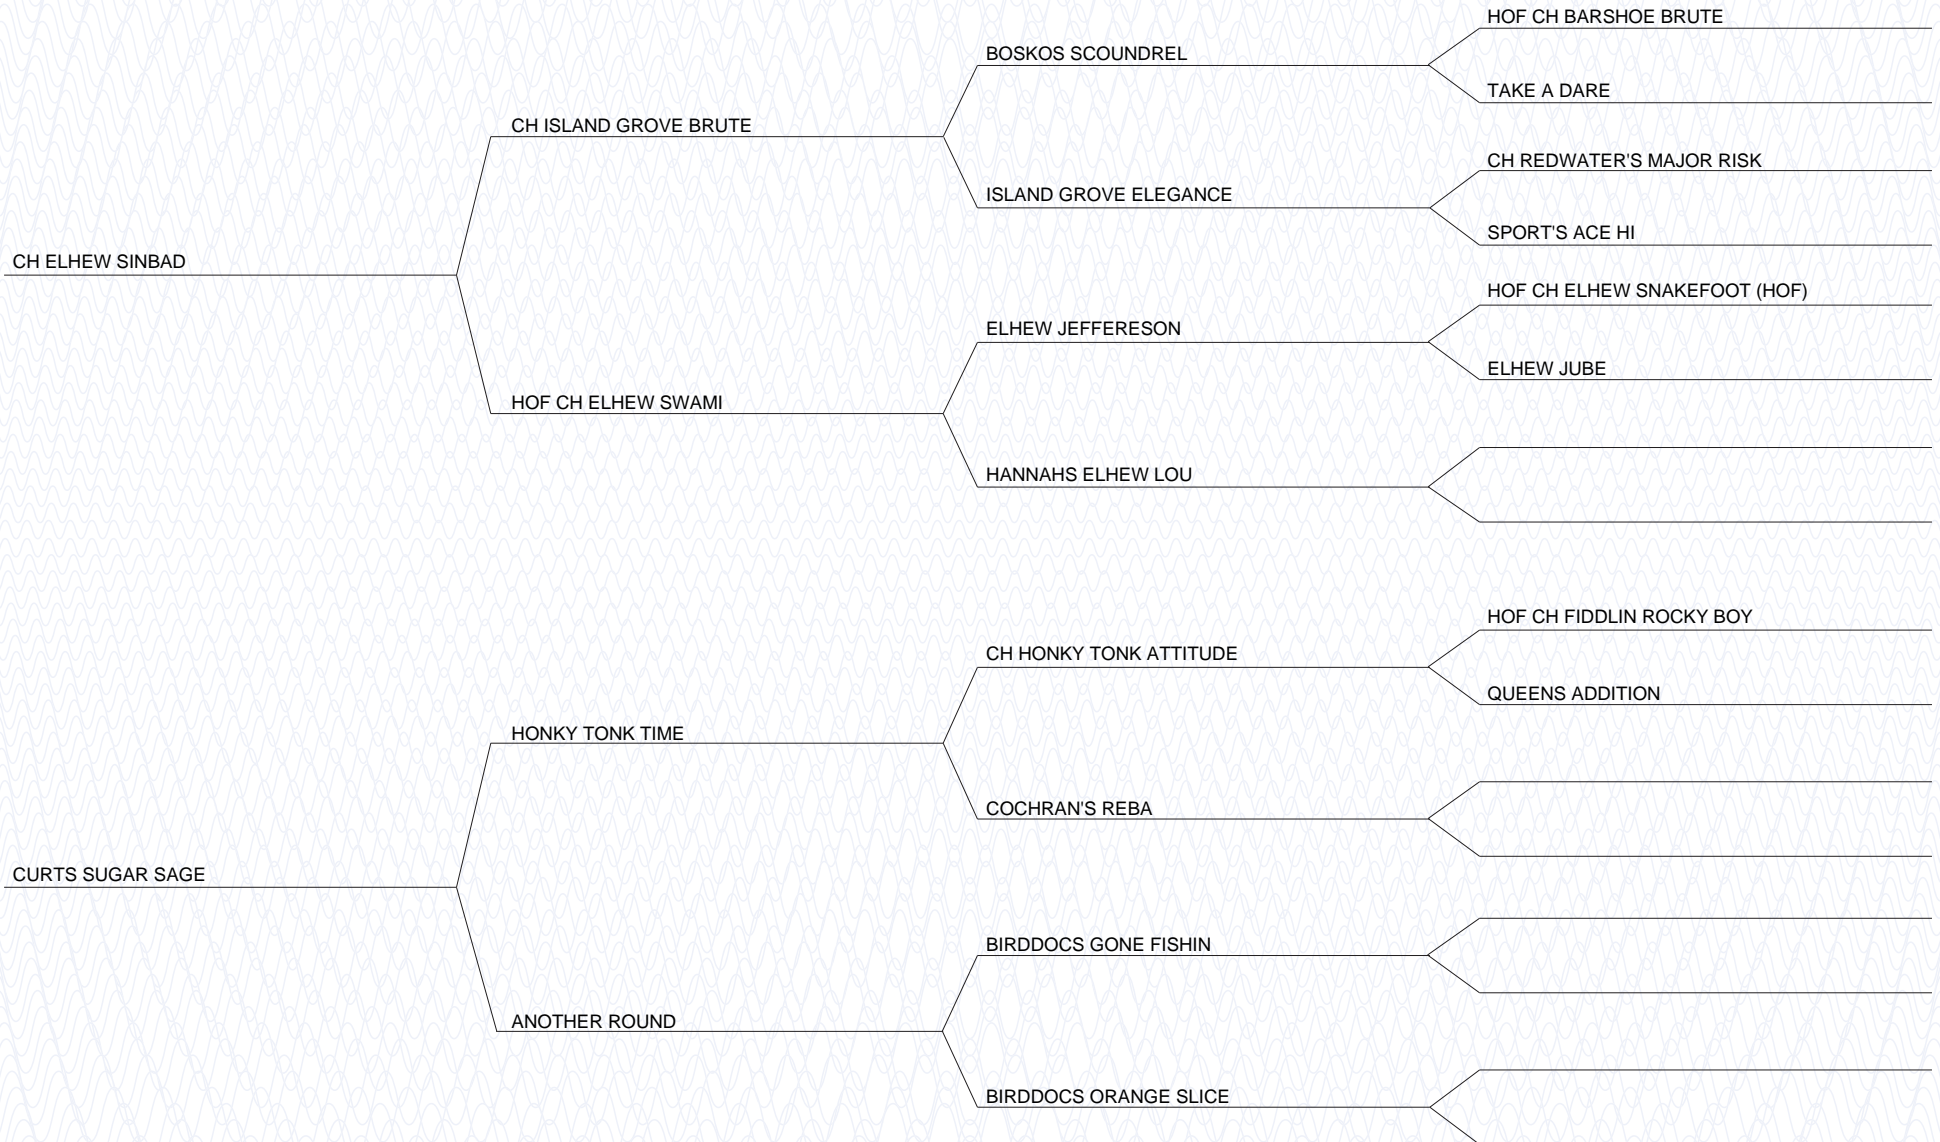 HOF CH BARSHOE BRUTE
BOSKOS SCOUNDREL
TAKE A DARE
CH ISLAND GROVE BRUTE
CH REDWATER'S MAJOR RISK
ISLAND GROVE ELEGANCE
SPORT'S ACE HI
CH ELHEW SINBAD
HOF CH ELHEW SNAKEFOOT (HOF)
ELHEW JEFFERESON
ELHEW JUBE
HOF CH ELHEW SWAMI
HANNAHS ELHEW LOU
HOF CH FIDDLIN ROCKY BOY
CH HONKY TONK ATTITUDE
QUEENS ADDITION
HONKY TONK TIME
COCHRAN'S REBA
CURTS SUGAR SAGE
BIRDDOCS GONE FISHIN
ANOTHER ROUND
BIRDDOCS ORANGE SLICE